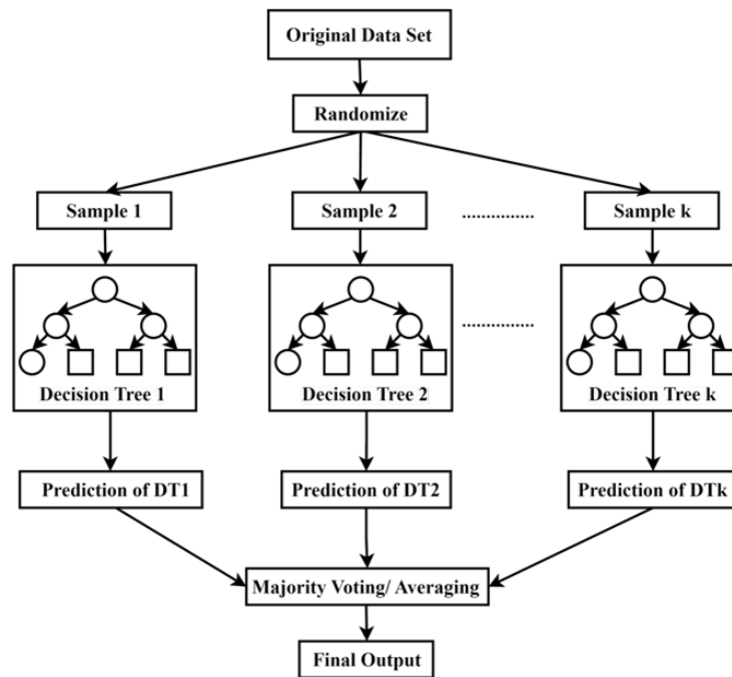 Original Data Set
Randomize
Sample 1
Sample 2
...............
Sample k
...............
Decision Tree 1
Decision Tree 2
Decision Tree k
Prediction of DT1
Prediction of DT2
Prediction of DTk
Majority Voting/ Averaging
Final Output